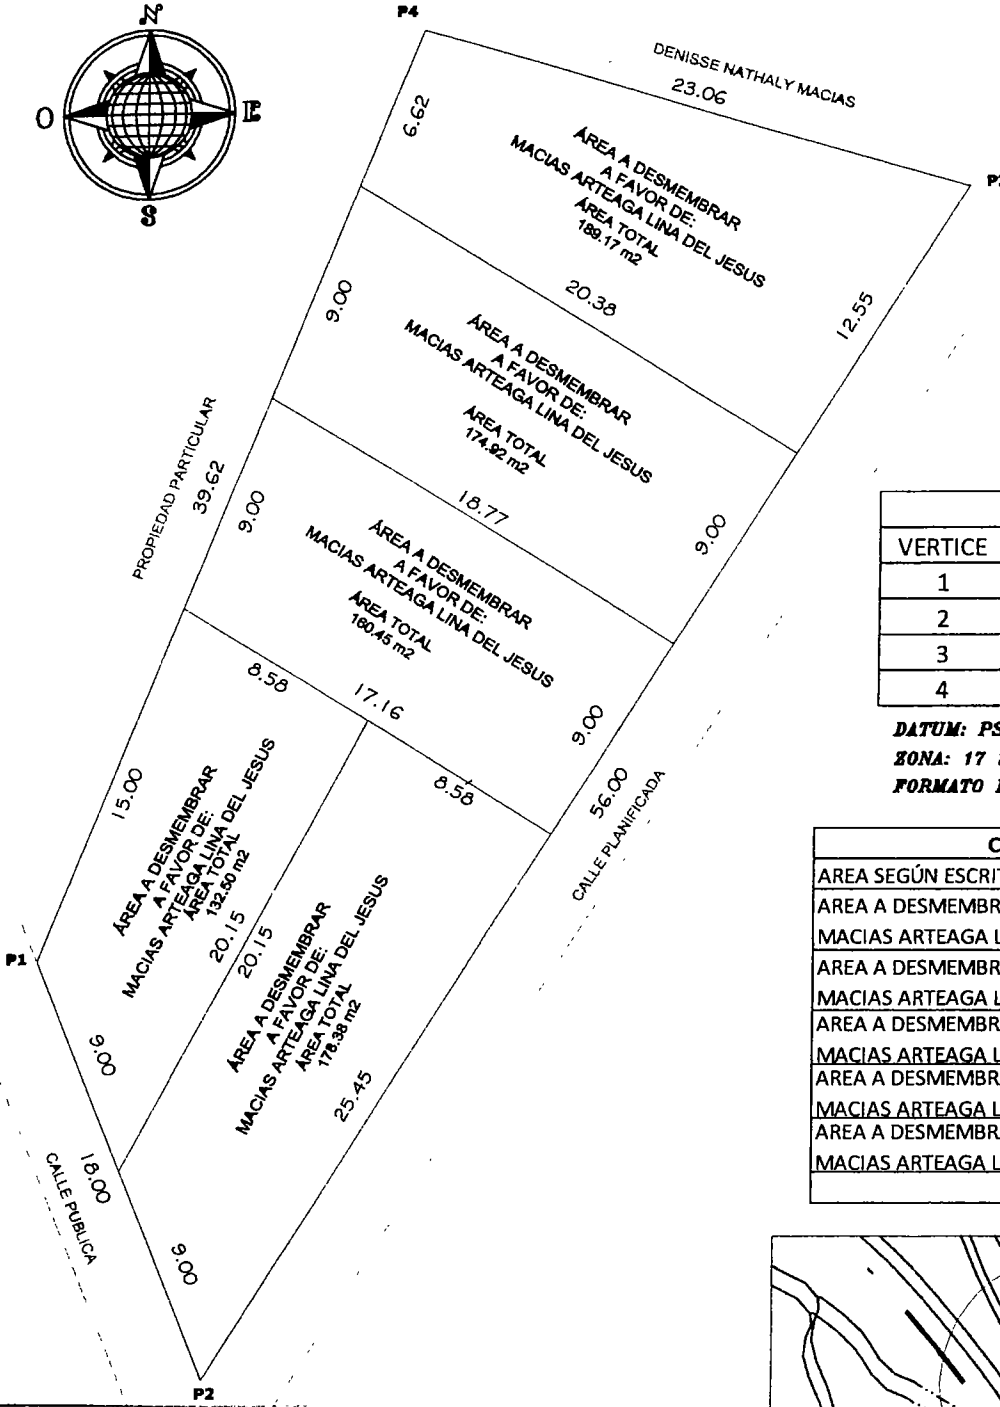 N
O
E
S
P4
DENISSE NATHALY MACIAS
23.06
6.62
ÁREA A DESMEMBRAR
A FAVOR DE:
MACIAS ARTEAGA LINA DEL JESUS
ÁREA TOTAL
189.17 m2
20.38
12.55
9.00
ÁREA A DESMEMBRAR
A FAVOR DE:
MACIAS ARTEAGA LINA DEL JESUS
ÁREA TOTAL
174.92 m2
18.77
9.00
PROPIEDAD PARTICULAR
39.62
9.00
ÁREA A DESMEMBRAR
A FAVOR DE:
MACIAS ARTEAGA LINA DEL JESUS
ÁREA TOTAL
160.45 m2
8.58
17.16
9.00
8.58
56.00
CALLE PLANIFICADA
15.00
ÁREA A DESMEMBRAR
A FAVOR DE:
MACIAS ARTEAGA LINA DEL JESUS
ÁREA TOTAL
132.50 m2
20.15
20.15
ÁREA A DESMEMBRAR
A FAVOR DE:
MACIAS ARTEAGA LINA DEL JESUS
ÁREA TOTAL
178.38 m2
25.45
P1
9.00
18.00
CALLE PUBLICA
9.00
P2
VERTICE
1
2
3
4
DATUM:
ZONA: 17
FORMATO
AREA SEGÚN
AREA A
MACIAS ARTEAGA
AREA A
MACIAS ARTEAGA
AREA A
MACIAS ARTEAGA
AREA A
MACIAS ARTEAGA
AREA A
MACIAS ARTEAGA